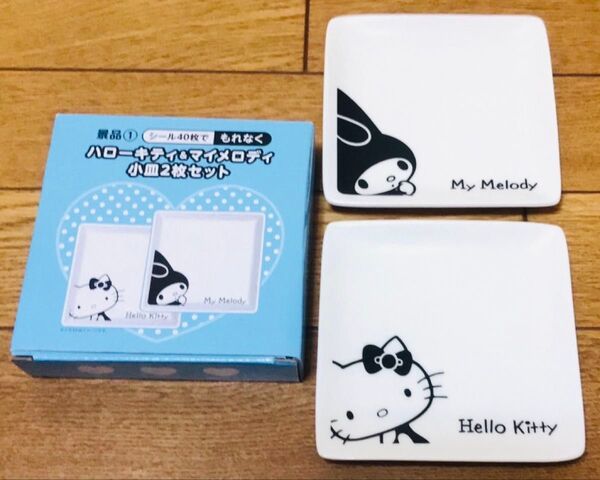 景品① シール40枚で もれなく
ハローキティ&マイメロディ
小皿2枚セット
My Melody
Hello Kitty
My Melody
Hello Kitty